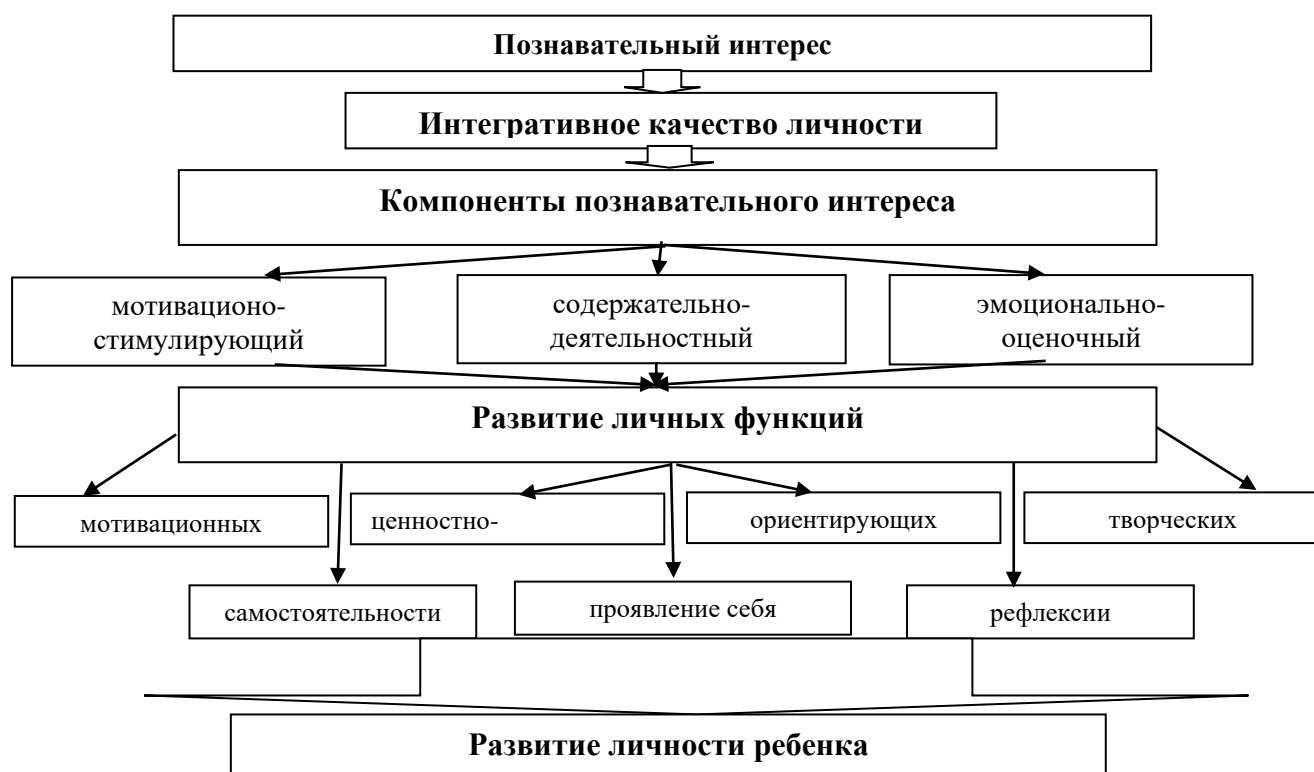 Познавательный интерес
Интегративное качество личности
Компоненты познавательного интереса
мотивационо-
стимулирующий
содержательно-
деятельностный
эмоционально-
оценочный
Развитие личных функций
мотивационных
ценностно-
ориентирующих
творческих
самостоятельности
проявление себя
рефлексии
Развитие личности ребенка